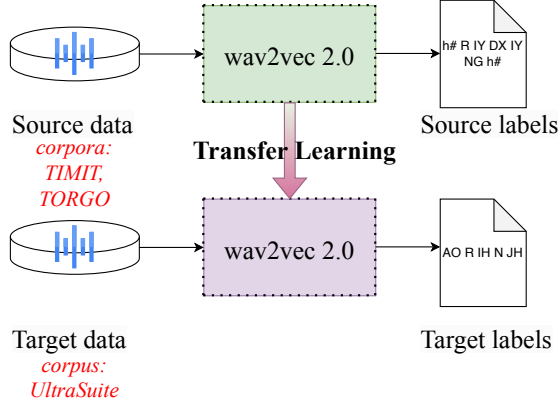 wav2vec 2.0
h# R IY DX IY
NG h#
Source data
Source labels
corpora:
TIMIT,
TORGO
Transfer Learning
wav2vec 2.0
AO R IH N JH
Target data
Target labels
corpus:
UltraSuite